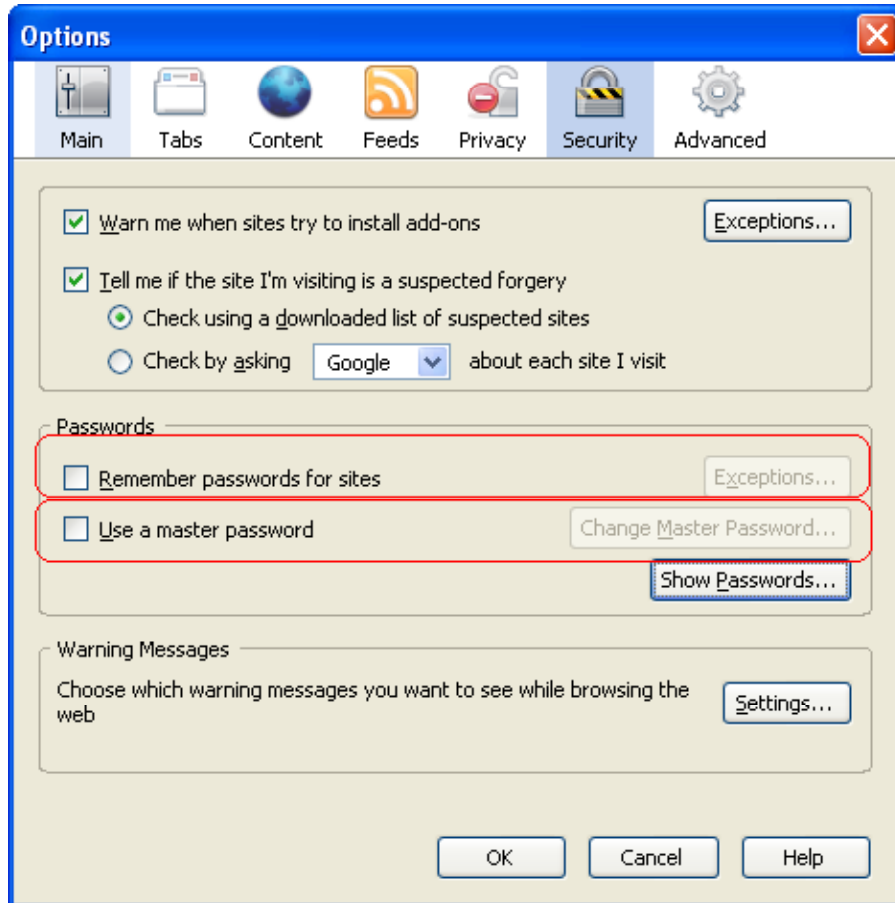 Options
Main Tabs Content Feeds Privacy Security Advanced
Warn me when sites try to install add-ons Exceptions...
Tell me if the site I'm visiting is a suspected forgery
Check using a downloaded list of suspected sites
Check by asking Google about each site I visit
Passwords
Remember passwords for sites Exceptions...
Use a master password Change Master Password...
Show Passwords...
Warning Messages
Choose which warning messages you want to see while browsing the
web
Settings...
OK Cancel Help